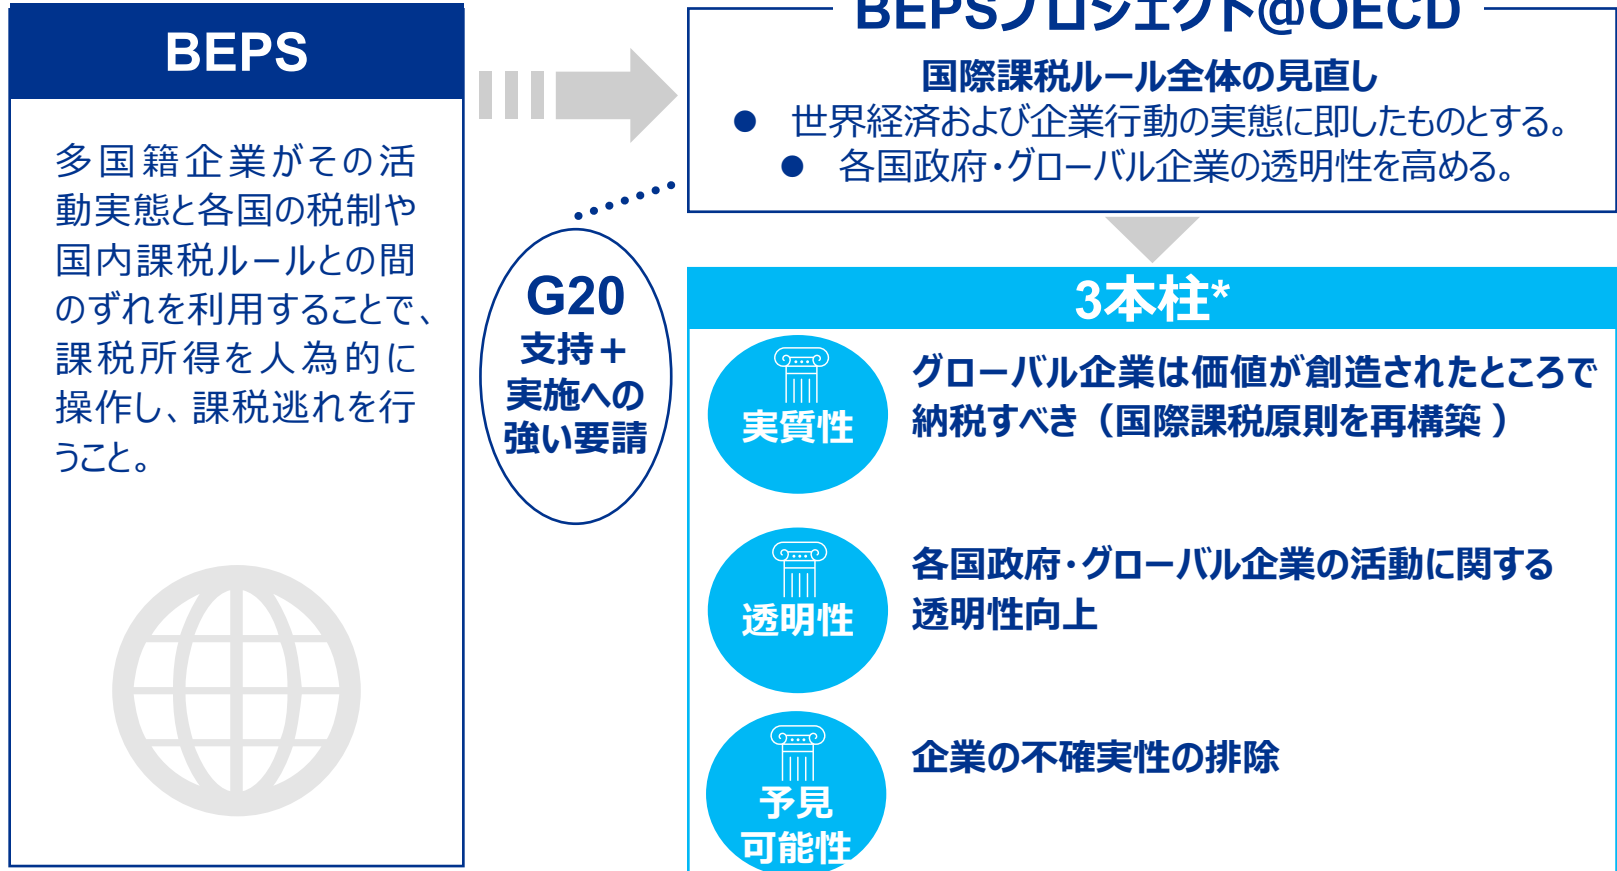 BEPS
多国籍企業がその活
動実態と各国の税制や
国内課税ルールとの間
のずれを利用することで、
課税所得を人為的に
操作し、課税逃れを行
うこと。
G20
支持＋
実施への
強い要請
BEPSプロジェクト@OECD
国際課税ルール全体の見直し
● 世界経済および企業行動の実態に即したものとする。
● 各国政府・グローバル企業の透明性を高める。
3本柱*
実質性
グローバル企業は価値が創造されたところで
納税すべき（国際課税原則を再構築 ）
透明性
各国政府・グローバル企業の活動に関する
透明性向上
予見
可能性
企業の不確実性の排除